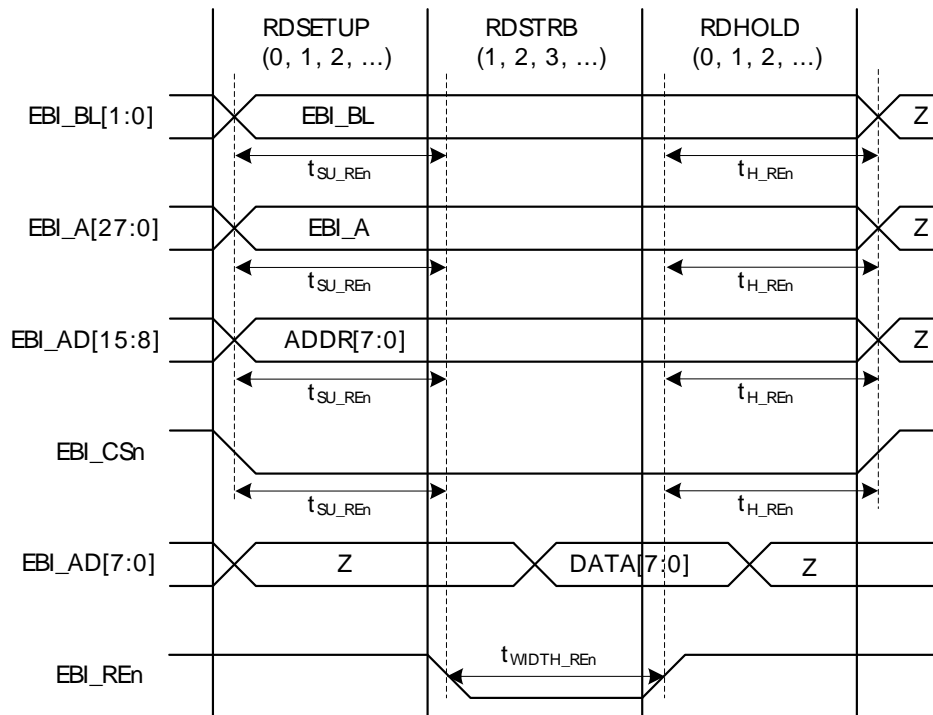 RDSETUP RDSTRB RDHOLD
(0, 1, 2, ...) (1, 2, 3, ...) (0, 1, 2, ...)
EBI_BL[1:0] EBI_BL Z
tSU_REn tH_REn
EBI_A[27:0] EBI_A Z
tSU_REn tH_REn
EBI_AD[15:8] ADDR[7:0] Z
tSU_REn tH_REn
EBI_CSn
tSU_REn tH_REn
EBI_AD[7:0] Z DATA[7:0] Z
tWIDTH_REn
EBI_REn